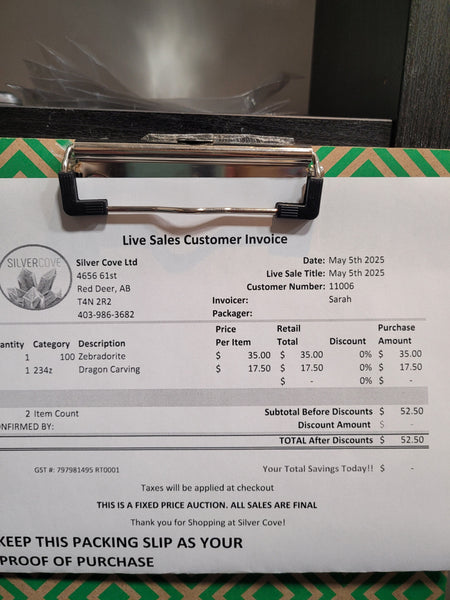 Live Sales Customer Invoice
SILVERCOVE
Silver Cove Ltd
4656 61st
Red Deer, AB
T4N 2R2
403-986-3682
Date: May 5th 2025
Live Sale Title: May 5th 2025
Customer Number: 11006
Invoicer: Sarah
Packager:
antity Category Description Price Per Item Retail Total Discount Purchase Amount
1 100 Zebradorite $ 35.00 $ 35.00 0% $ 35.00
1 234z Dragon Carving $ 17.50 $ 17.50 0% $ 17.50
$ - 0% $ -
2 Item Count Subtotal Before Discounts $ 52.50
ONFIRMED BY: Discount Amount $ -
TOTAL After Discounts $ 52.50
GST #: 797981495 RT0001 Your Total Savings Today!! $ -
Taxes will be applied at checkout
THIS IS A FIXED PRICE AUCTION. ALL SALES ARE FINAL
Thank you for Shopping at Silver Cove!
KEEP THIS PACKING SLIP AS YOUR
PROOF OF PURCHASE